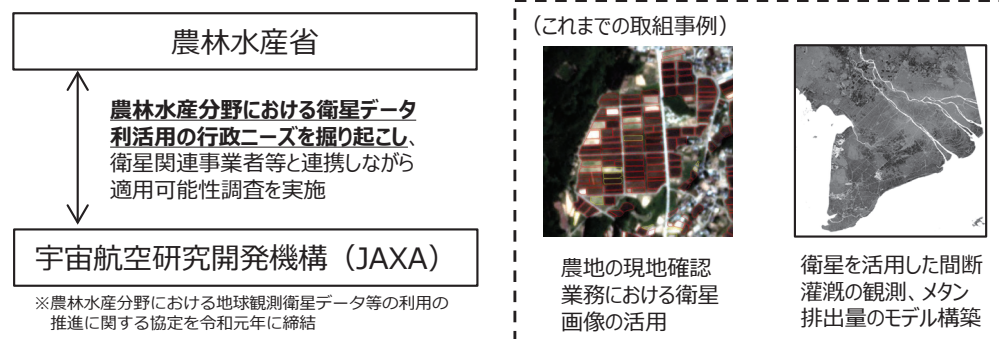 農林水産省
農林水産分野における衛星データ
利活用の行政ニーズを掘り起こし、
衛星関連事業者等と連携しながら
適用可能性調査を実施
宇宙航空研究開発機構（JAXA）
※農林水産分野における地球観測衛星データ等の利用の
推進に関する協定を令和元年に締結
（これまでの取組事例）
農地の現地確認
業務における衛星
画像の活用
衛星を活用した間断
灌漑の観測、メタン
排出量のモデル構築